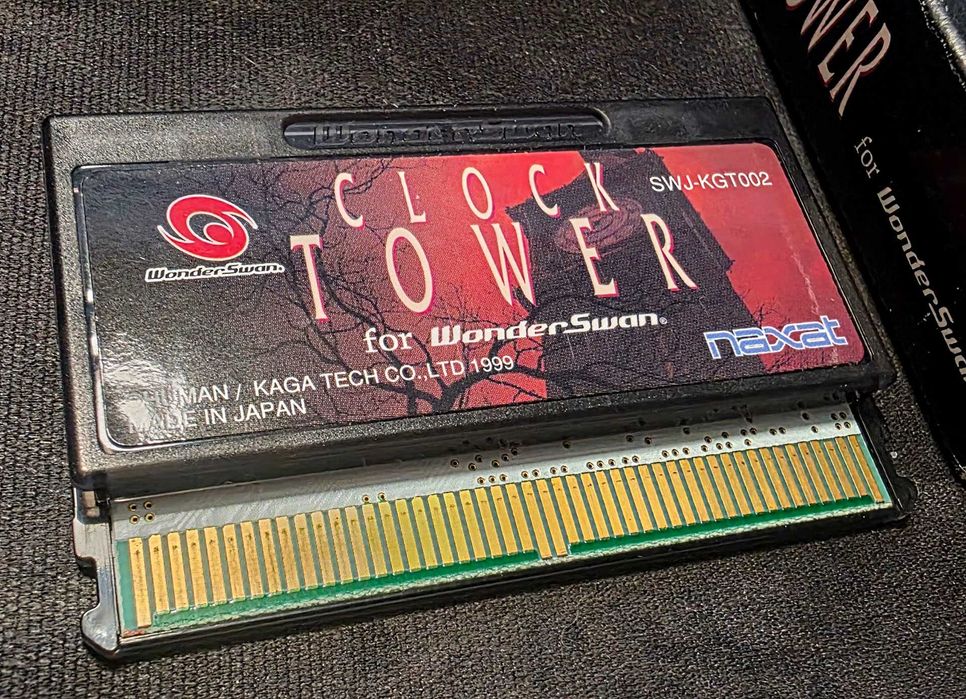 WonderSwan
CLOCK
TOWER
SWJ-KGT002
WonderSwan.
for WonderSwan®
naxat
HUMAN / KAGA TECH CO.,LTD 1999
MADE IN JAPAN
TOWER
for WonderSwan